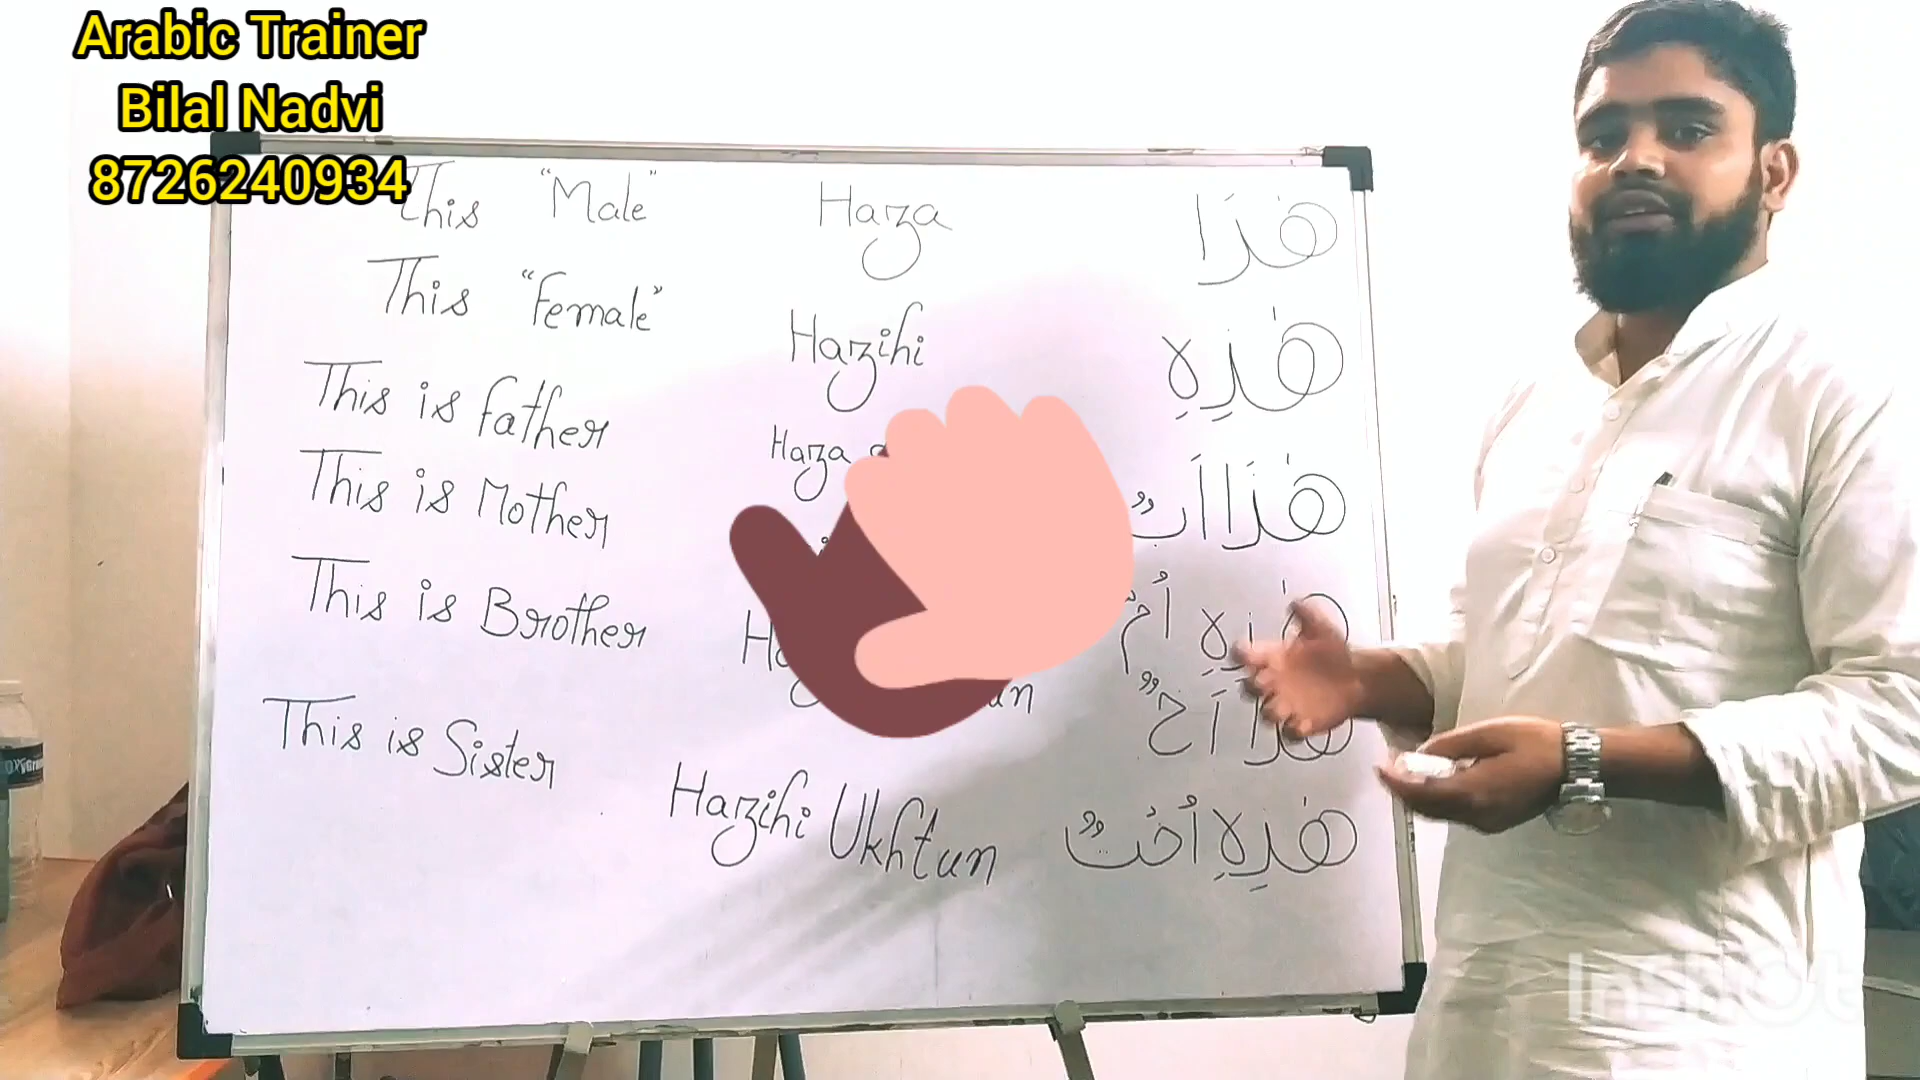 Arabic Trainer
Bilal Nadvi
8726240934
This "Male" Haza هٰذَا
This "Female" Hazihi هٰذِهِ
This is father Haza هٰذَا اَبٌ
This is Mother هٰذِهِ اُمٌّ
This is Brother هٰذَا اَخٌ
This is Sister Hazihi Ukhtun هٰذِهِ اُخْتٌ
InShot